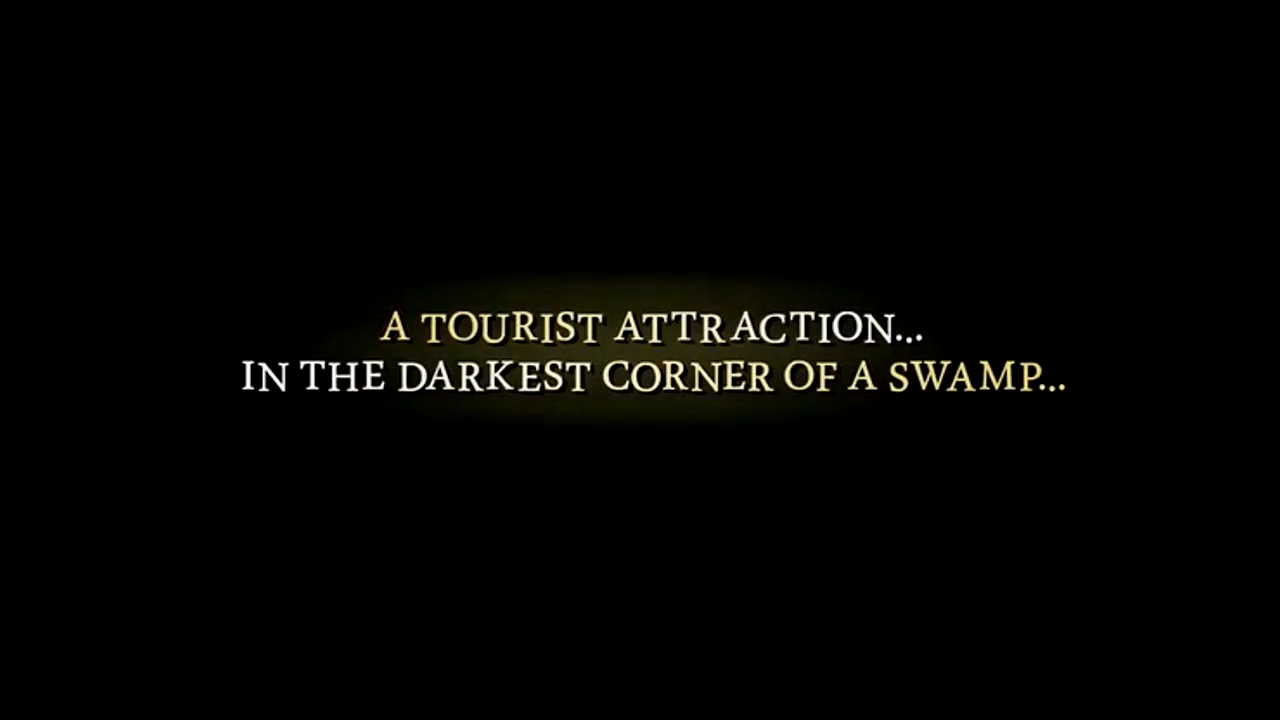 A TOURIST ATTRACTION...
IN THE DARKEST CORNER OF A SWAMP...